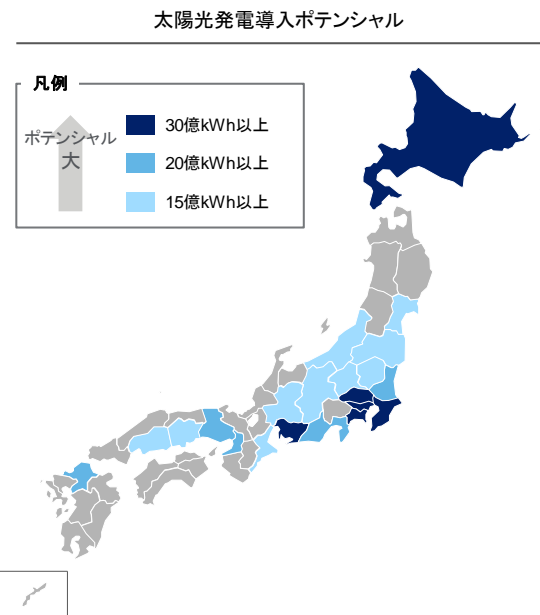 太陽光発電導入ポテンシャル
凡例
ポテンシャル
大
30億kWh以上
20億kWh以上
15億kWh以上